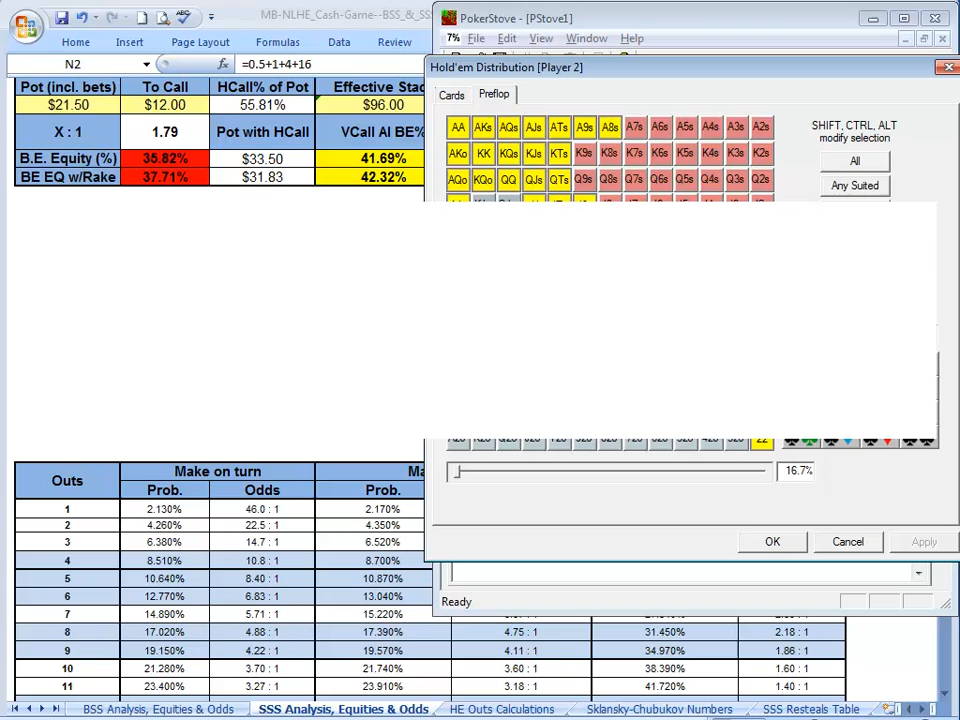 MB-NLHE_Cash-Game--BSS_&_SS
PokerStove - [PStove1]
Home Insert Page Layout Formulas Data Review
7% File Edit View Window Help
N2 fx =0.5+1+4+16
Hold'em Distribution [Player 2]
Cards Preflop
Pot (incl. bets) To Call HCall% of Pot Effective Stac
$21.50 $12.00 55.81% $96.00
X : 1 1.79 Pot with HCall VCall AI BE%
B.E. Equity (%) 35.82% $33.50 41.69%
BE EQ w/Rake 37.71% $31.83 42.32%
AA AKs AQs AJs ATs A9s A8s A7s A6s A5s A4s A3s A2s
AKo KK KQs KJs KTs K9s K8s K7s K6s K5s K4s K3s K2s
AQo KQo QQ QJs QTs Q9s Q8s Q7s Q6s Q5s Q4s Q3s Q2s
SHIFT, CTRL, ALT
modify selection
All
Any Suited
22
16.7%
OK Cancel Apply
Ready
Outs Make on turn Ma
Prob. Odds Prob.
1 2.130% 46.0 : 1 2.170%
2 4.260% 22.5 : 1 4.350%
3 6.380% 14.7 : 1 6.520%
4 8.510% 10.8 : 1 8.700%
5 10.640% 8.40 : 1 10.870%
6 12.770% 6.83 : 1 13.040%
7 14.890% 5.71 : 1 15.220%
8 17.020% 4.88 : 1 17.390% 4.75 : 1 31.450% 2.18 : 1
9 19.150% 4.22 : 1 19.570% 4.11 : 1 34.970% 1.86 : 1
10 21.280% 3.70 : 1 21.740% 3.60 : 1 38.390% 1.60 : 1
11 23.400% 3.27 : 1 23.910% 3.18 : 1 41.720% 1.40 : 1
BSS Analysis, Equities & Odds SSS Analysis, Equities & Odds HE Outs Calculations Sklansky-Chubukov Numbers SSS Resteals Table